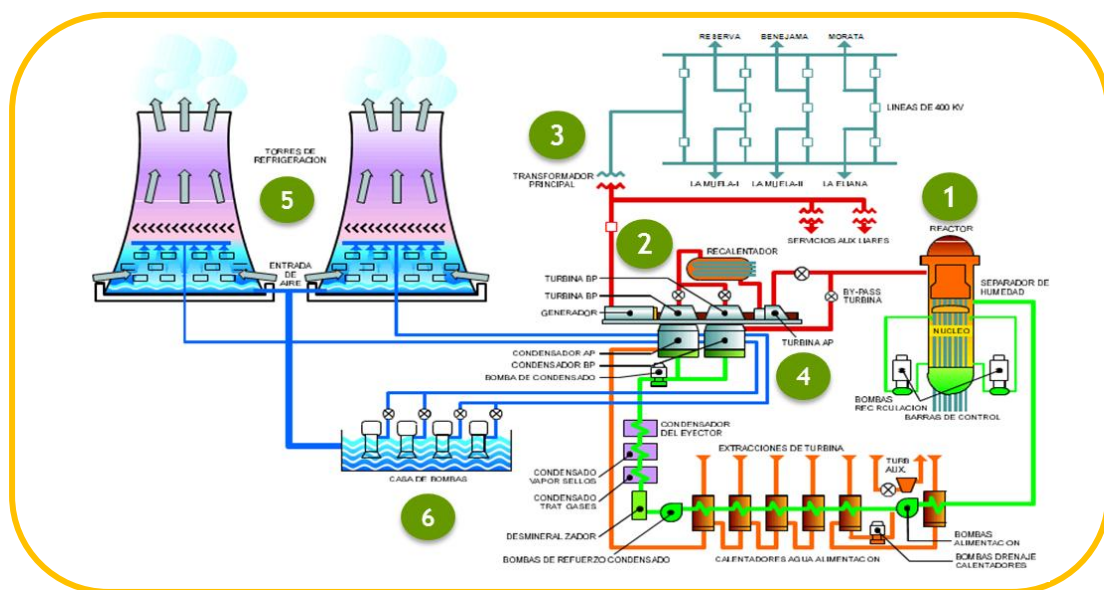 RESERVA
BENEJAMA
MORATA
LINEAS DE 400 KV
3
TRANSFORMADOR
PRINCIPAL
LA MUELA-I
LA MUELA-II
LA ELIANA
TORRES DE
REFRIGERACION
5
1
REACTOR
SERVICIOS AUXILIARES
2
RECALENTADOR
ENTRADA
DE
AIRE
TURBINA BP
TURBINA BP
GENERADOR
BY-PASS
TURBINA
SEPARADOR DE
HUMEDAD
NUCLEO
TURBINA AP
CONDENSADOR AP
CONDENSADOR BP
BOMBA DE CONDENSADO
4
BOMBAS
RECIRCULACION
BARRAS DE CONTROL
CONDENSADOR
DEL EYECTOR
EXTRACCIONES DE TURBINA
TURB
AUX.
CONDENSADO
VAPOR SELLOS
CONDENSADO
TRAT GASES
CASA DE BOMBAS
6
DESMINERALIZADOR
BOMBAS DE REFUERZO CONDENSADO
CALENTADORES AGUA ALIMENTACION
BOMBAS
ALIMENTACION
BOMBAS DRENAJE
CALENTADORES